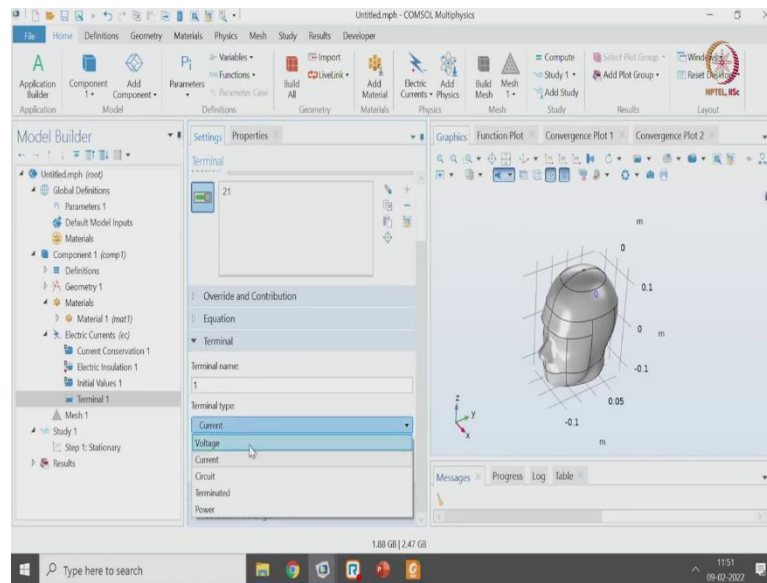 Untitled.mph - COMSOL Multiphysics
File Home Definitions Geometry Materials Physics Mesh Study Results Developer
Application Builder
Component 1
Add Component
Pi
Parameters
Variables
Functions
Parameter Case
Build All
Import
LiveLink
Add Material
Electric Currents
Add Physics
Build Mesh
Mesh 1
Compute
Study 1
Add Study
Select Plot Group
Add Plot Group
Windows
Reset Desktop
NPTEL, IISc
Application Model Definitions Geometry Materials Physics Mesh Study Results Layout
Model Builder
Untitled.mph (root)
Global Definitions
Pi Parameters 1
Default Model Inputs
Materials
Component 1 (comp1)
Definitions
Geometry 1
Materials
Material 1 (mat1)
Electric Currents (ec)
Current Conservation 1
Electric Insulation 1
Initial Values 1
Terminal 1
Mesh 1
Study 1
Step 1: Stationary
Results
Settings Properties
Terminal
21
Override and Contribution
Equation
Terminal
Terminal name:
1
Terminal type:
Current
Voltage
Current
Circuit
Terminated
Power
Graphics Function Plot Convergence Plot 1 Convergence Plot 2
m
0
0.1
0
m
-0.1
0.05
-0.1
m
z
y
x
Messages Progress Log Table
1.88 GB | 2.47 GB
Type here to search
11:51
09-02-2022